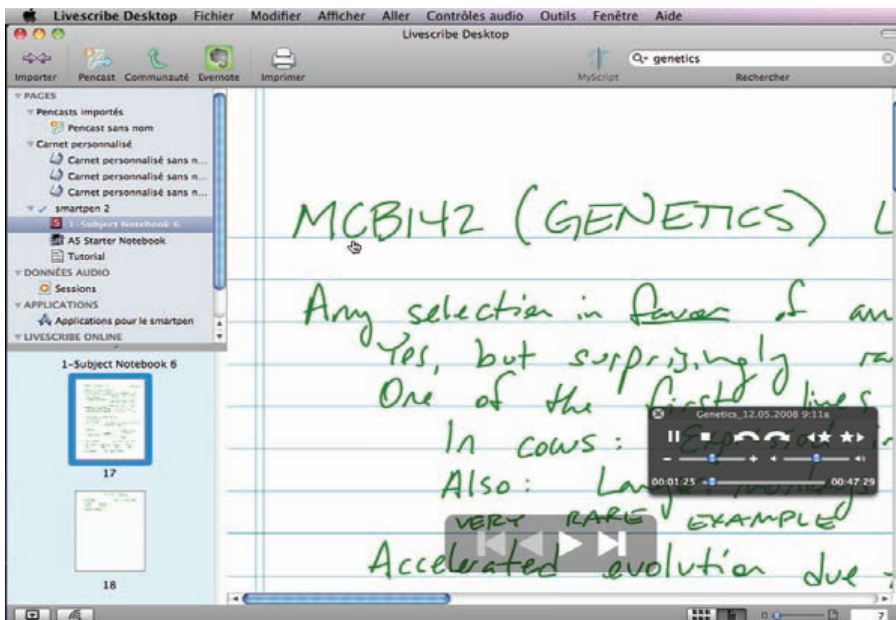 Livescribe Desktop Fichier Modifier Afficher Aller Contrôles audio Outils Fenêtre Aide
Livescribe Desktop
genetics
Importer Pencast Communauté Evernote Imprimer MyScript Rechercher
PAGES
Pencasts importés
Pencast sans nom
Carnet personnalisé
Carnet personnalisé sans n...
Carnet personnalisé sans n...
Carnet personnalisé sans n...
smartpen 2
1-Subject Notebook 6
A5 Starter Notebook
Tutorial
DONNÉES AUDIO
Sessions
APPLICATIONS
Applications pour le smartpen
LIVESCRIBE ONLINE
1-Subject Notebook 6
17
18
MCB142 (GENETICS) L
Any selection in favor of an
Yes, but surprisingly ra
One of the first lines
In cows:
Also:
VERY RARE EXAMPLE
Accelerated evolution due
Genetics_12.05.2008 9:11a
00:01:25 00:47:29
7